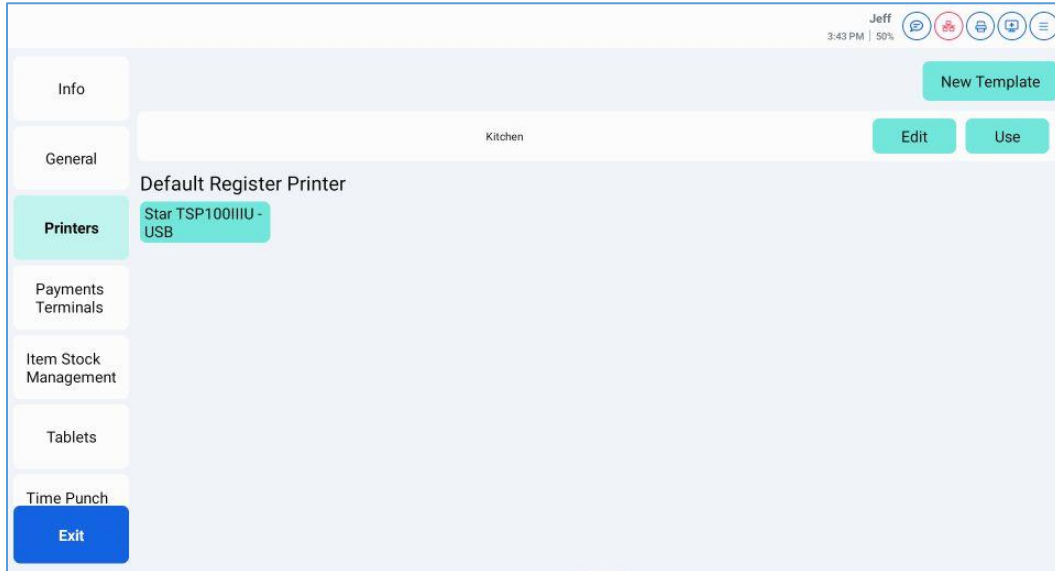 Jeff
3:43 PM | 50%
Info
New Template
General
Kitchen
Edit
Use
Default Register Printer
Star TSP100IIIU -
USB
Printers
Payments
Terminals
Item Stock
Management
Tablets
Time Punch
Exit